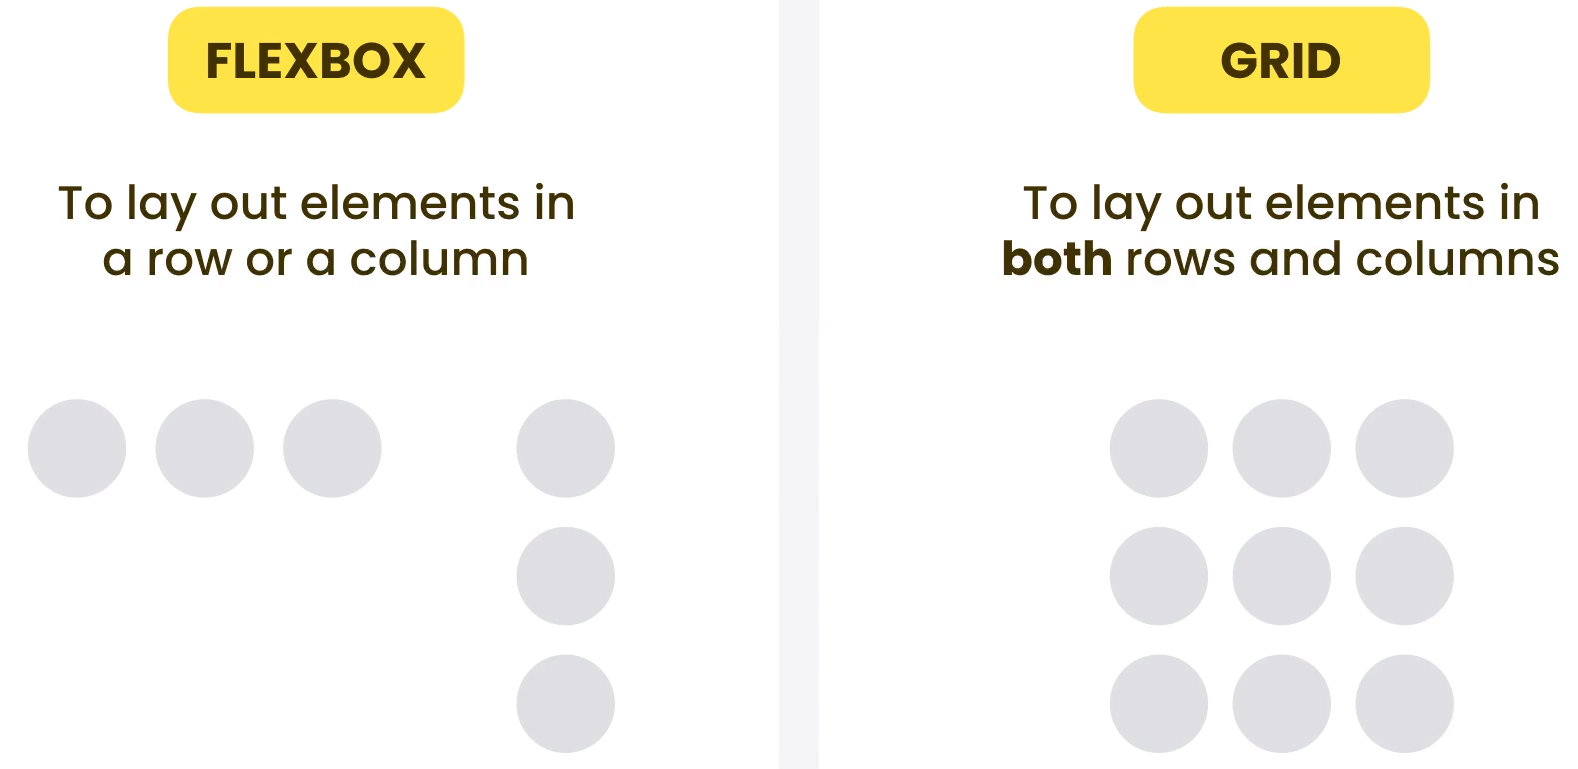 FLEXBOX
To lay out elements in
a row or a column
GRID
To lay out elements in
both rows and columns